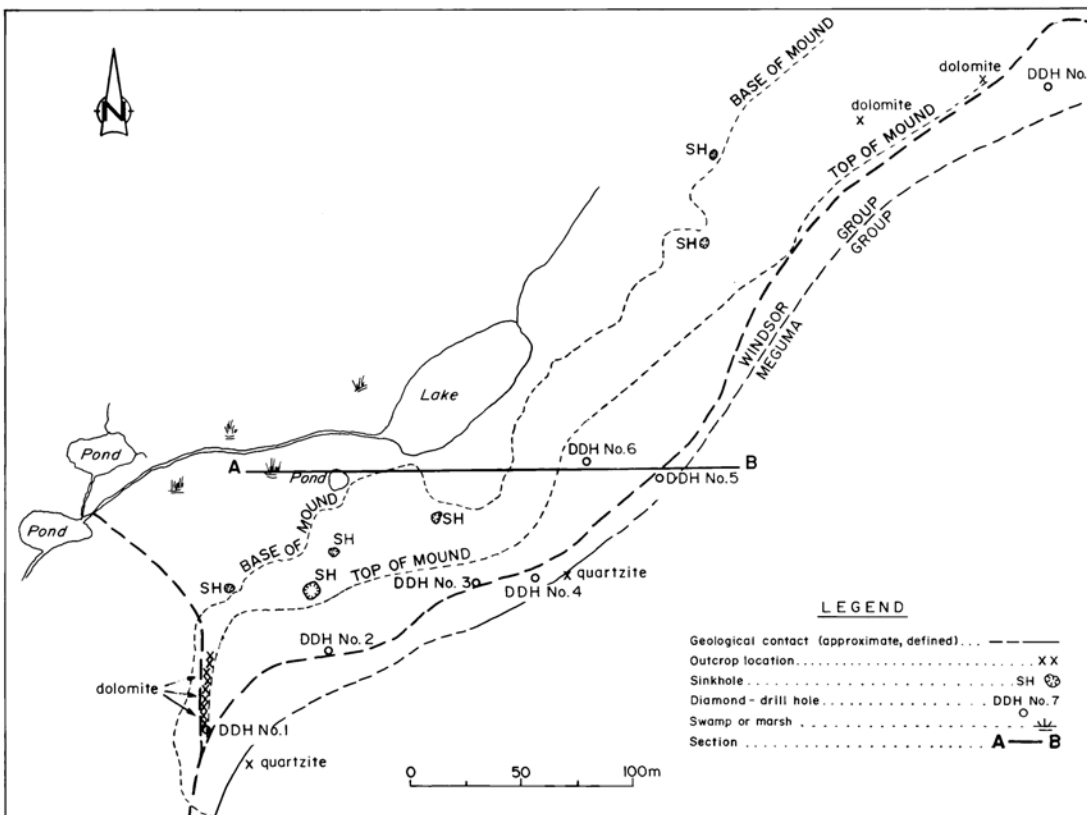 N
BASE OF MOUND
dolomite
DDH No.
dolomite
SH
TOP OF MOUND
SH
GROUP
GROUP
WINDSOR
MEGUMA
Lake
Pond
DDH No.6
A
B
Pond
DDH No.5
Pond
SH
BASE OF MOUND
SH
TOP OF MOUND
SH
SH
DDH No. 3
quartzite
DDH No. 4
DDH No. 2
dolomite
DDH No.1
quartzite
0 50 100m
LEGEND
Geological contact (approximate, defined)...
Outcrop location.................... x x
Sinkhole ......................... SH
Diamond - drill hole .................. DDH No. 7
Swamp or marsh ....................
Section ......................... A B